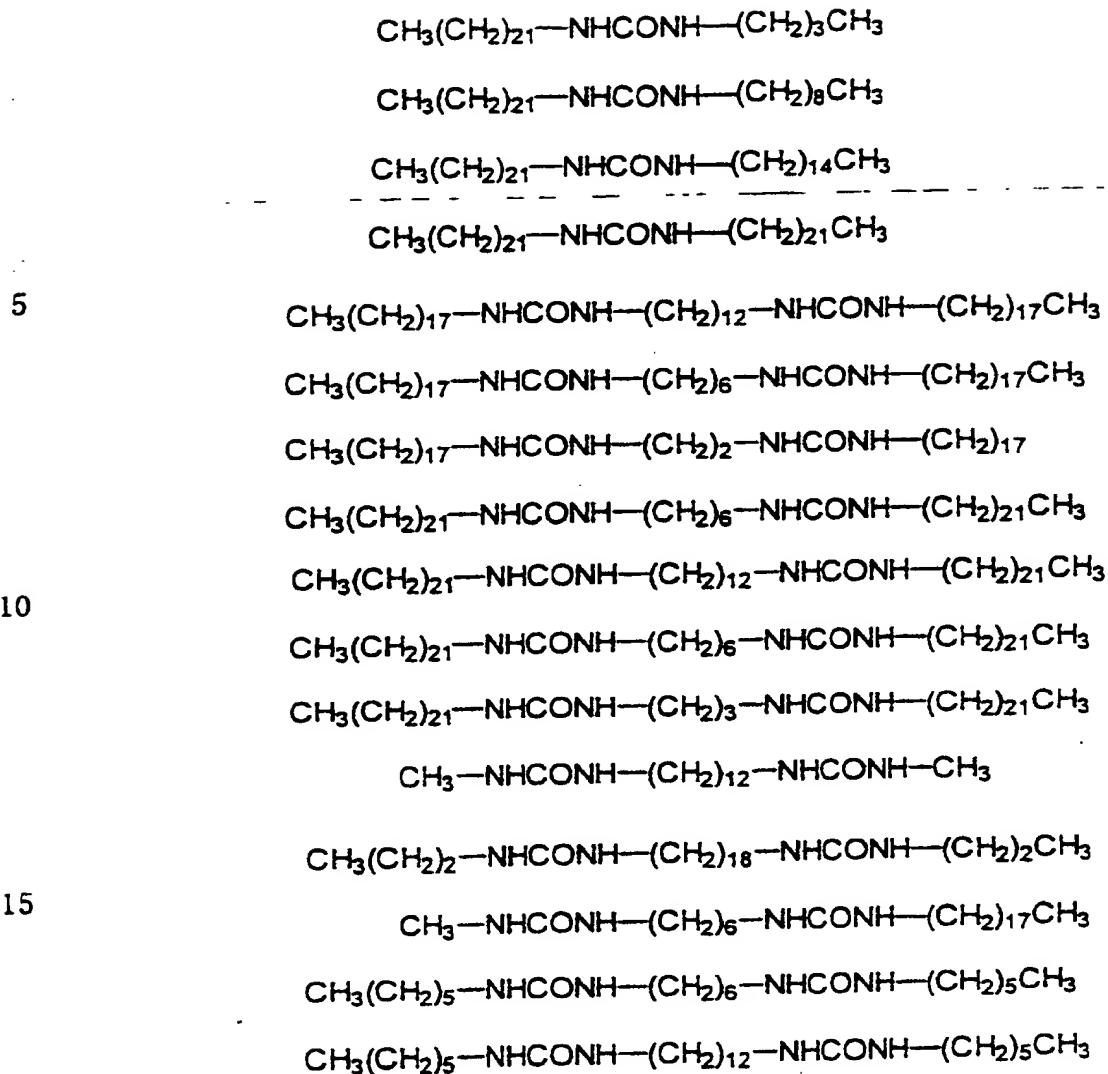 CH₃(CH₂)₂₁—NHCONH—(CH₂)₃CH₃
CH₃(CH₂)₂₁—NHCONH—(CH₂)₈CH₃
CH₃(CH₂)₂₁—NHCONH—(CH₂)₁₄CH₃
CH₃(CH₂)₂₁—NHCONH—(CH₂)₂₁CH₃
5 CH₃(CH₂)₁₇—NHCONH—(CH₂)₁₂—NHCONH—(CH₂)₁₇CH₃
CH₃(CH₂)₁₇—NHCONH—(CH₂)₆—NHCONH—(CH₂)₁₇CH₃
CH₃(CH₂)₁₇—NHCONH—(CH₂)₂—NHCONH—(CH₂)₁₇
CH₃(CH₂)₂₁—NHCONH—(CH₂)₆—NHCONH—(CH₂)₂₁CH₃
CH₃(CH₂)₂₁—NHCONH—(CH₂)₁₂—NHCONH—(CH₂)₂₁CH₃
10
CH₃(CH₂)₂₁—NHCONH—(CH₂)₆—NHCONH—(CH₂)₂₁CH₃
CH₃(CH₂)₂₁—NHCONH—(CH₂)₃—NHCONH—(CH₂)₂₁CH₃
CH₃—NHCONH—(CH₂)₁₂—NHCONH—CH₃
CH₃(CH₂)₂—NHCONH—(CH₂)₁₈—NHCONH—(CH₂)₂CH₃
15 CH₃—NHCONH—(CH₂)₆—NHCONH—(CH₂)₁₇CH₃
CH₃(CH₂)₅—NHCONH—(CH₂)₆—NHCONH—(CH₂)₅CH₃
CH₃(CH₂)₅—NHCONH—(CH₂)₁₂—NHCONH—(CH₂)₅CH₃